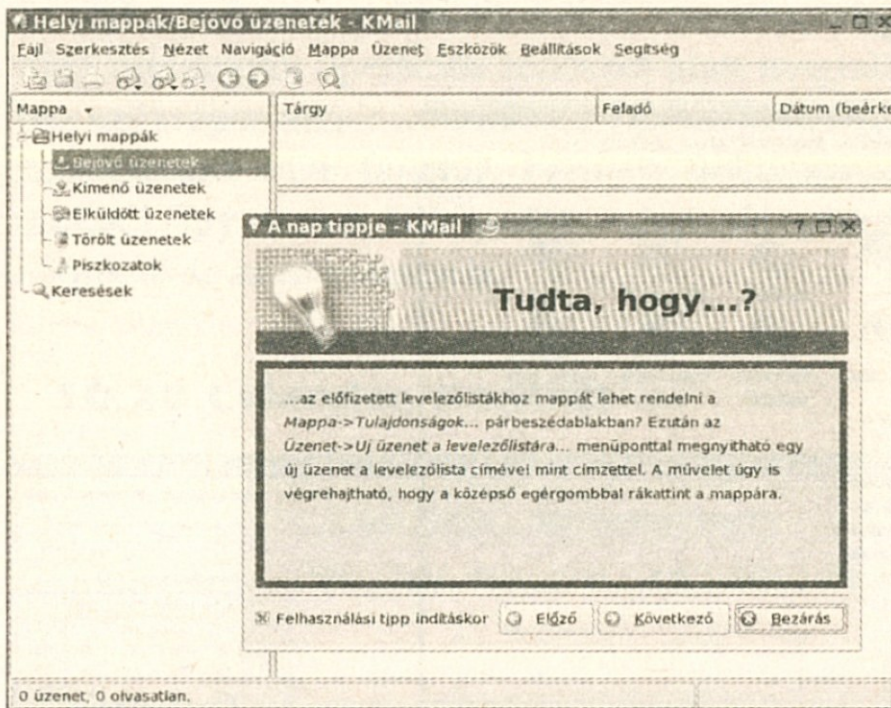 Helyi mappák/Bejövő üzenetek - KMail
Fájl Szerkesztés Nézet Navigáció Mappa Üzenet Eszközök Beállítások Segítség
Mappa
Tárgy Feladó Dátum (beérke
Helyi mappák
Bejövő üzenetek
Kimenő üzenetek
Elküldött üzenetek
Törölt üzenetek
Piszkozatok
Keresések
A nap tippje - KMail
Tudta, hogy...?
...az előfizetett levelezőlistákhoz mappát lehet rendelni a
Mappa->Tulajdonságok... párbeszédablakban? Ezután az
Üzenet->Új üzenet a levelezőlistára... menüponttal megnyitható egy
új üzenet a levelezőlista címével mint címzettel. A művelet úgy is
végrehajtható, hogy a középső egérgombbal rákattint a mappára.
Felhasználási tipp indításkor Előző Következő Bezárás
0 üzenet, 0 olvasatlan.